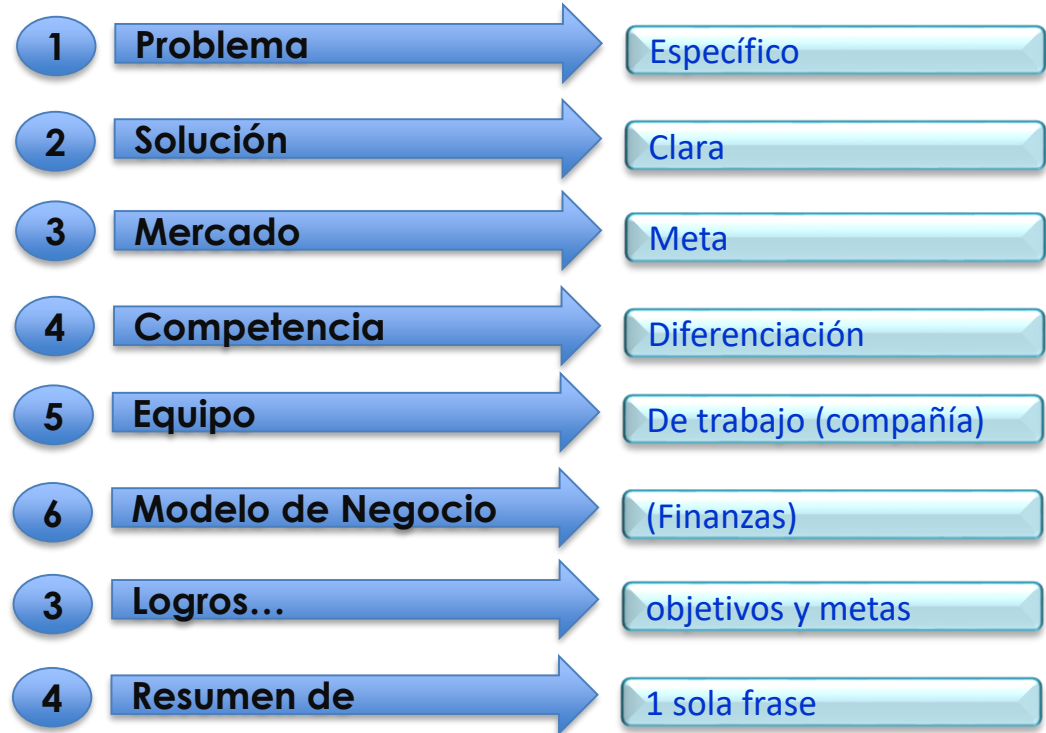 1 Problema Específico
2 Solución Clara
3 Mercado Meta
4 Competencia Diferenciación
5 Equipo De trabajo (compañía)
6 Modelo de Negocio (Finanzas)
3 Logros... objetivos y metas
4 Resumen de 1 sola frase